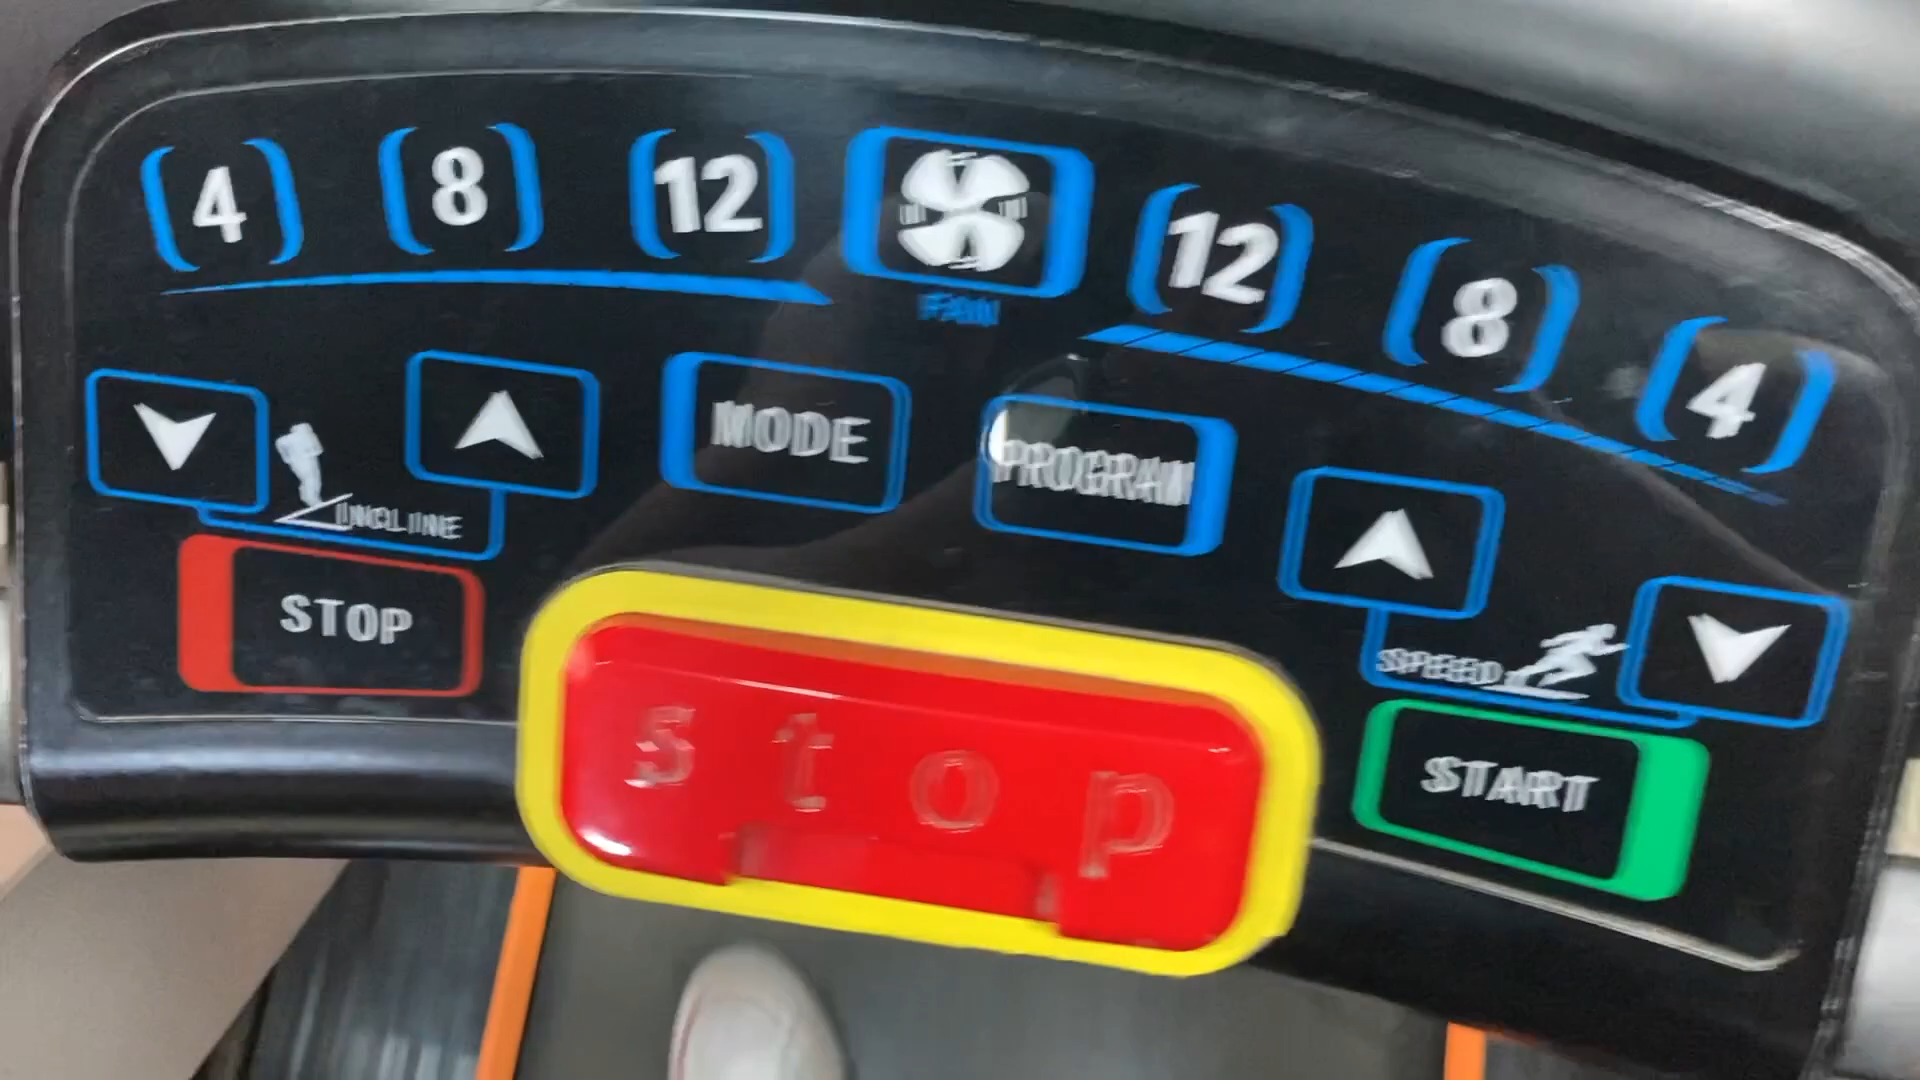 4 8 12 12 8 4
FAN
MODE PROGRAM
INCLINE
SPEED
STOP
START
stop